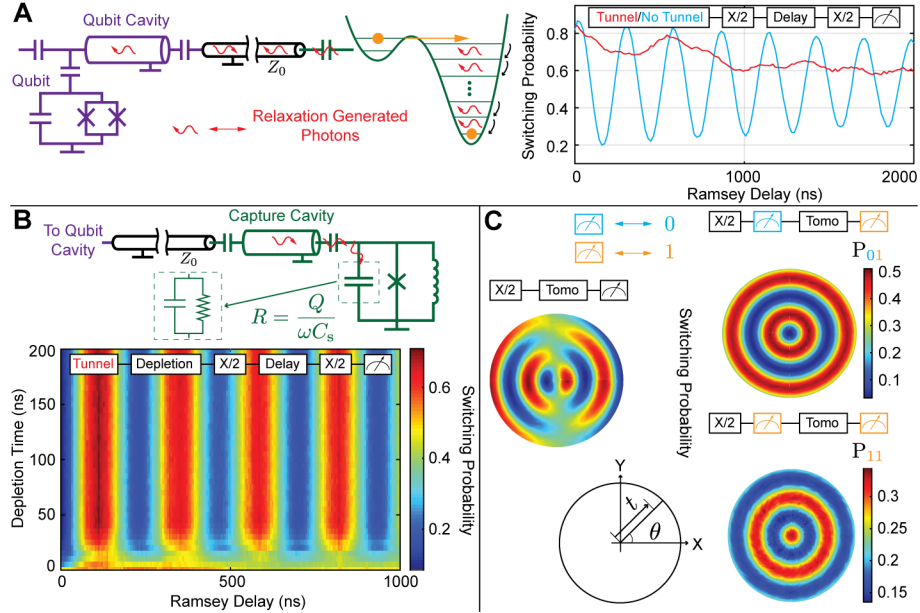 A
Qubit Cavity
Z0
Qubit
Relaxation Generated
Photons
Switching Probability
0.8
0.6
0.4
0.2
Tunnel/No Tunnel
X/2
Delay
X/2
0
1000
2000
Ramsey Delay (ns)
B
Capture Cavity
To Qubit
Cavity
Z0
R = Q
ωCs
Depletion Time (ns)
200
150
100
50
0
Tunnel
Depletion
X/2
Delay
X/2
0
500
1000
Ramsey Delay (ns)
0.6
0.4
0.2
Switching Probability
C
0
1
X/2
Tomo
Switching Probability
X/2
Tomo
P01
0.5
0.4
0.3
0.2
0.1
X/2
Tomo
P11
0.3
0.25
0.2
0.15
Y
t
θ
X